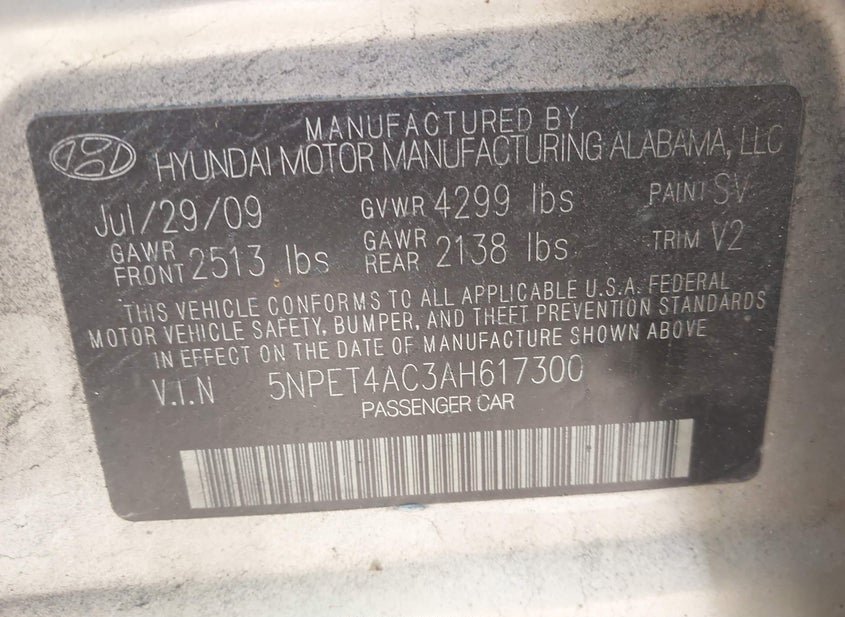 MANUFACTURED BY
HYUNDAI MOTOR MANUFACTURING ALABAMA, LLC
Jul/29/09 GVWR 4299 lbs PAINT SV
GAWR FRONT 2513 lbs GAWR REAR 2138 lbs TRIM V2
THIS VEHICLE CONFORMS TO ALL APPLICABLE U.S.A. FEDERAL
MOTOR VEHICLE SAFETY, BUMPER, AND THEFT PREVENTION STANDARDS
IN EFFECT ON THE DATE OF MANUFACTURE SHOWN ABOVE
V.I.N 5NPET4AC3AH617300
PASSENGER CAR